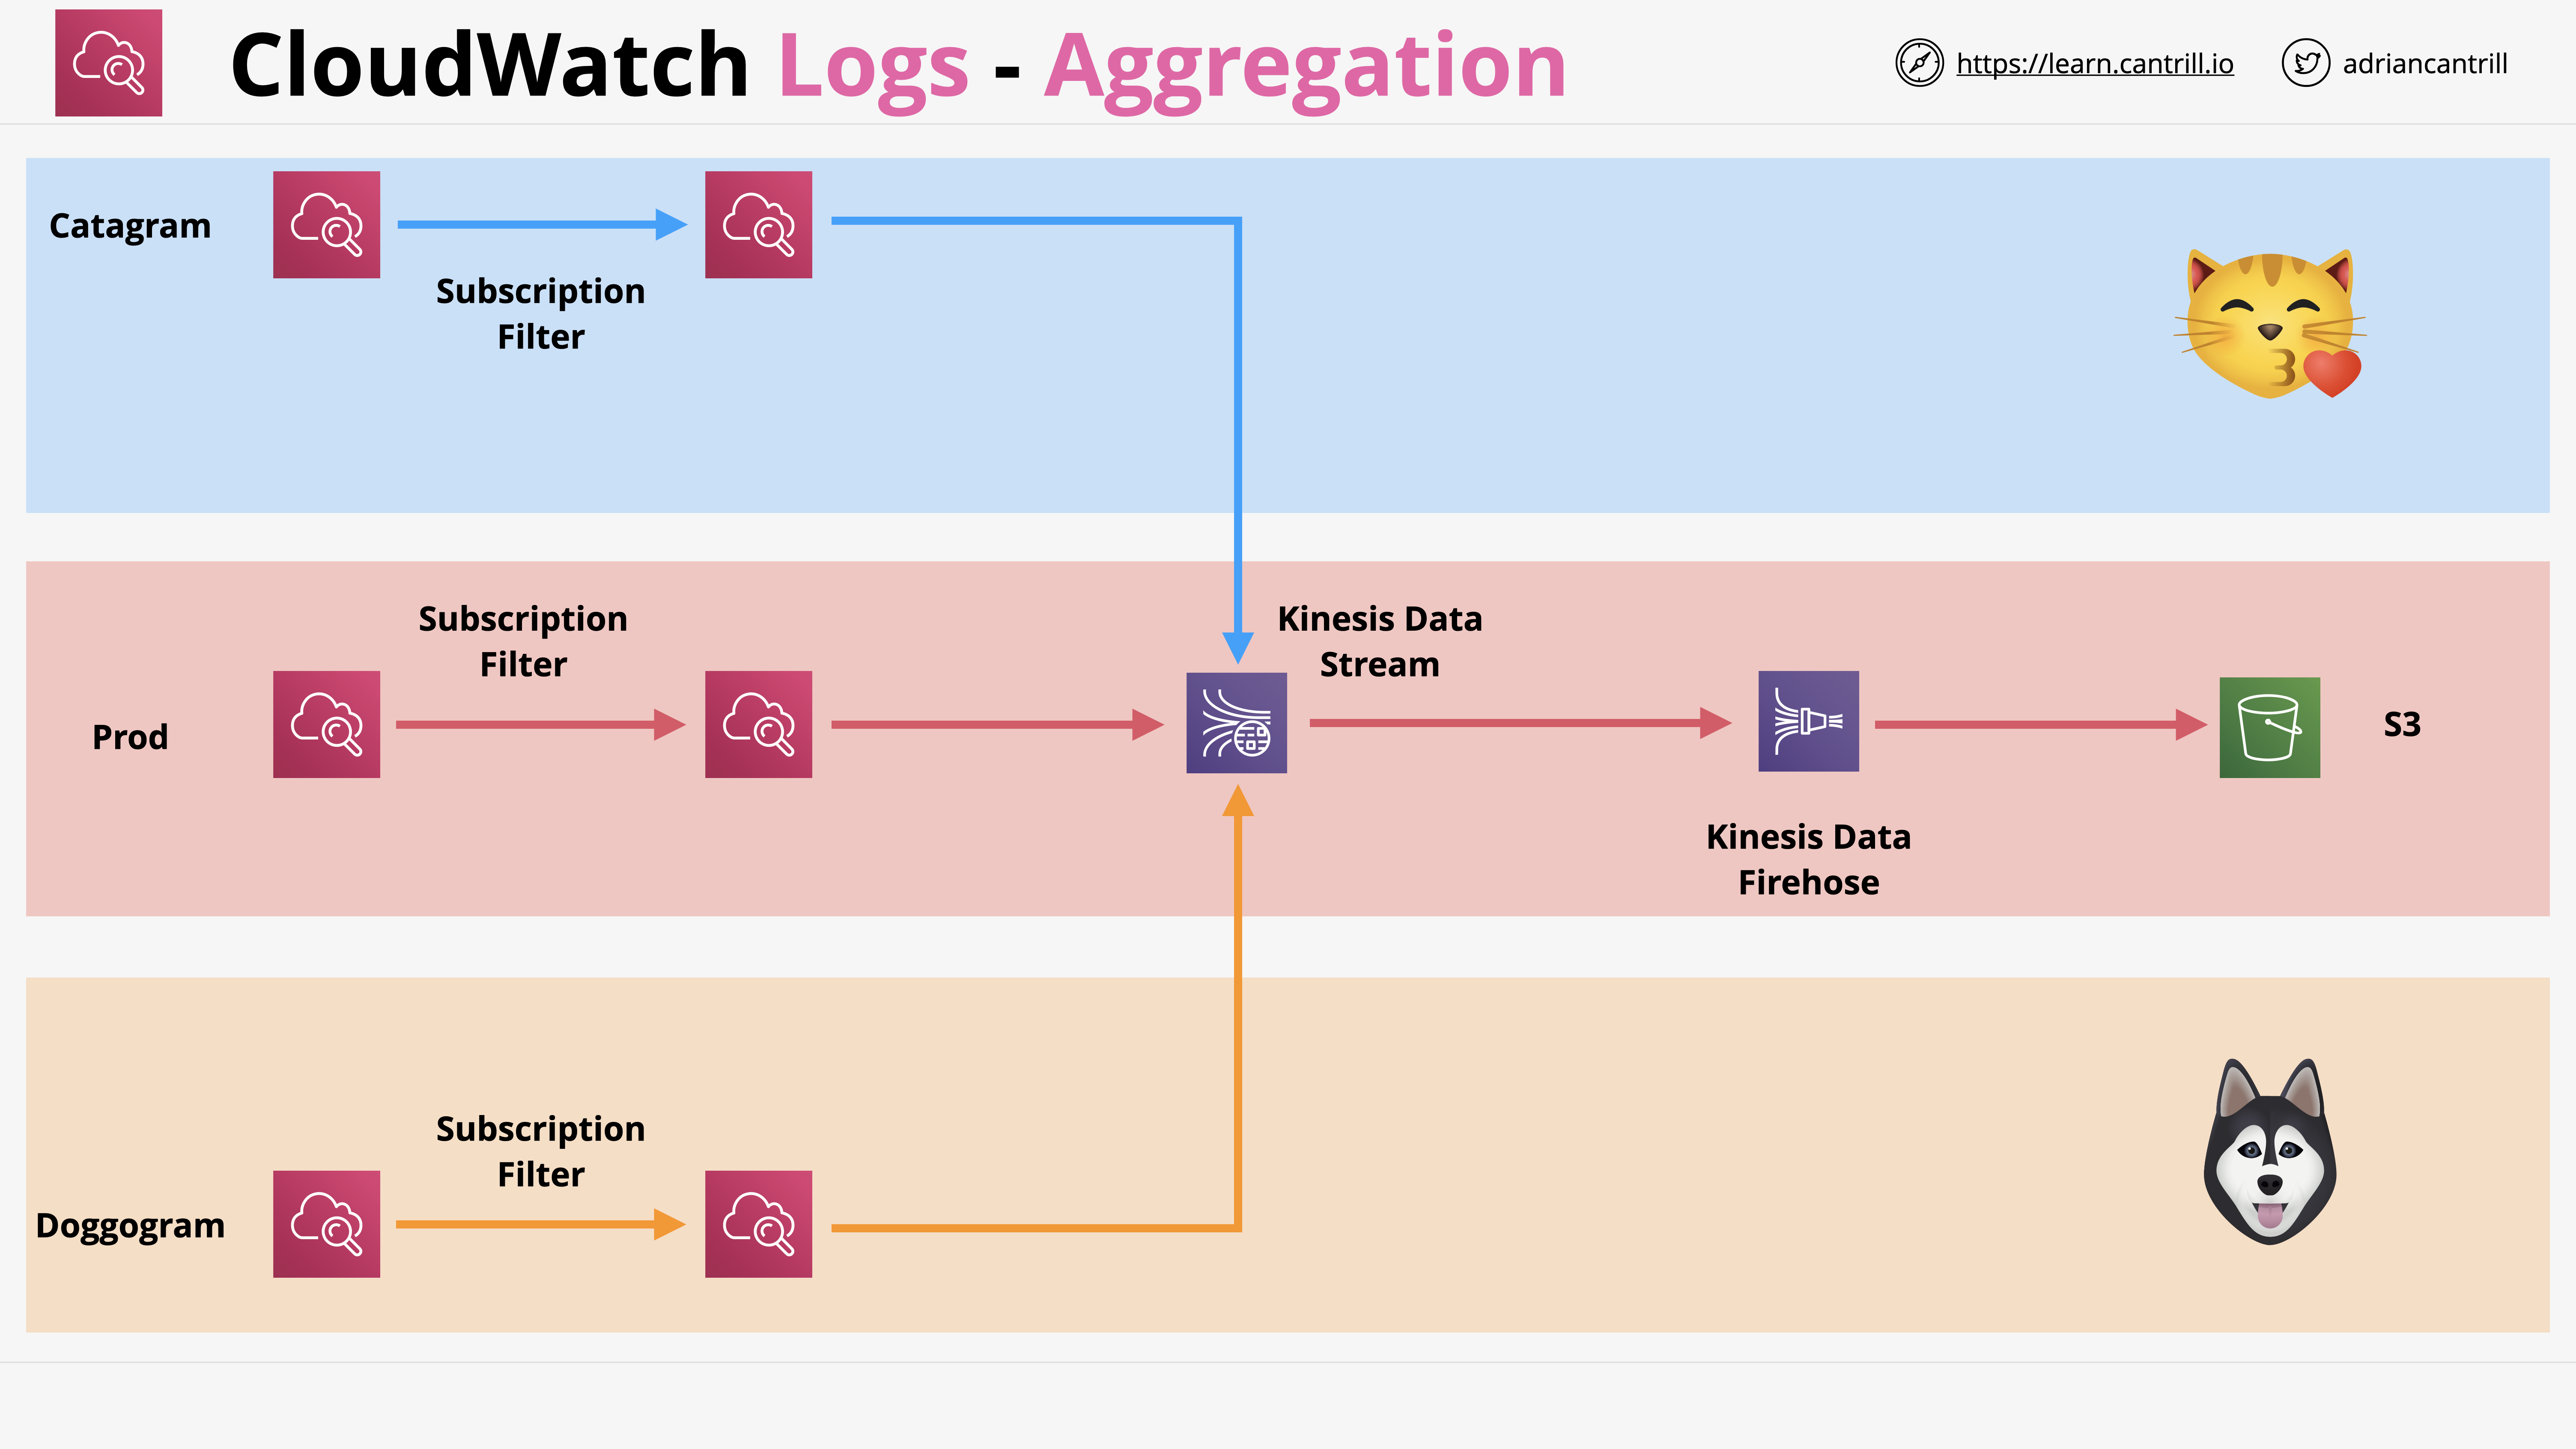 CloudWatch Logs - Aggregation
https://learn.cantrill.io
adriancantrill
Catagram
Subscription
Filter
Subscription
Filter
Kinesis Data
Stream
Prod
S3
Kinesis Data
Firehose
Subscription
Filter
Doggogram